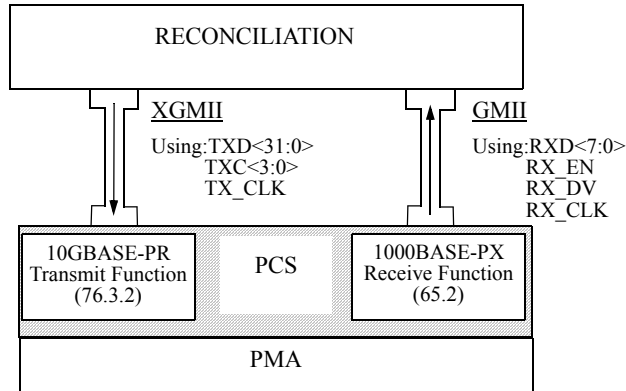 RECONCILIATION
XGMII
Using:TXD<31:0>
TXC<3:0>
TX_CLK
GMII
Using:RXD<7:0>
RX_EN
RX_DV
RX_CLK
10GBASE-PR
Transmit Function
(76.3.2)
PCS
1000BASE-PX
Receive Function
(65.2)
PMA